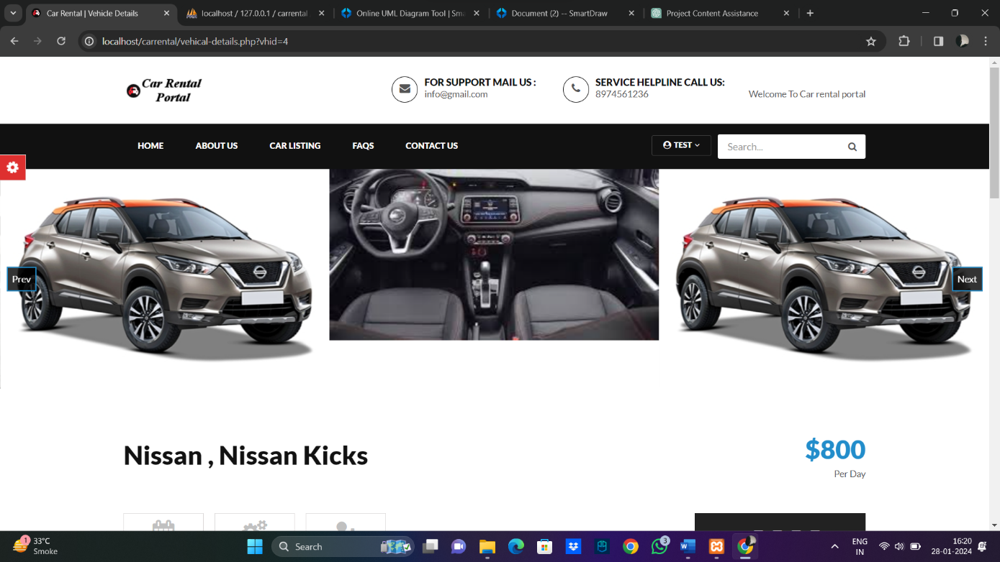 Car Rental | Vehicle Details
localhost / 127.0.0.1 / carrental
Online UML Diagram Tool | Sma
Document (2) -- SmartDraw
Project Content Assistance
localhost/carrental/vehical-details.php?vhid=4
Car Rental
Portal
FOR SUPPORT MAIL US :
info@gmail.com
SERVICE HELPLINE CALL US:
8974561236
Welcome To Car rental portal
HOME
ABOUT US
CAR LISTING
FAQS
CONTACT US
TEST
Search...
Prev
Next
Nissan , Nissan Kicks
$800
Per Day
1
33°C
Smoke
Search
3
ENG
IN
16:20
28-01-2024